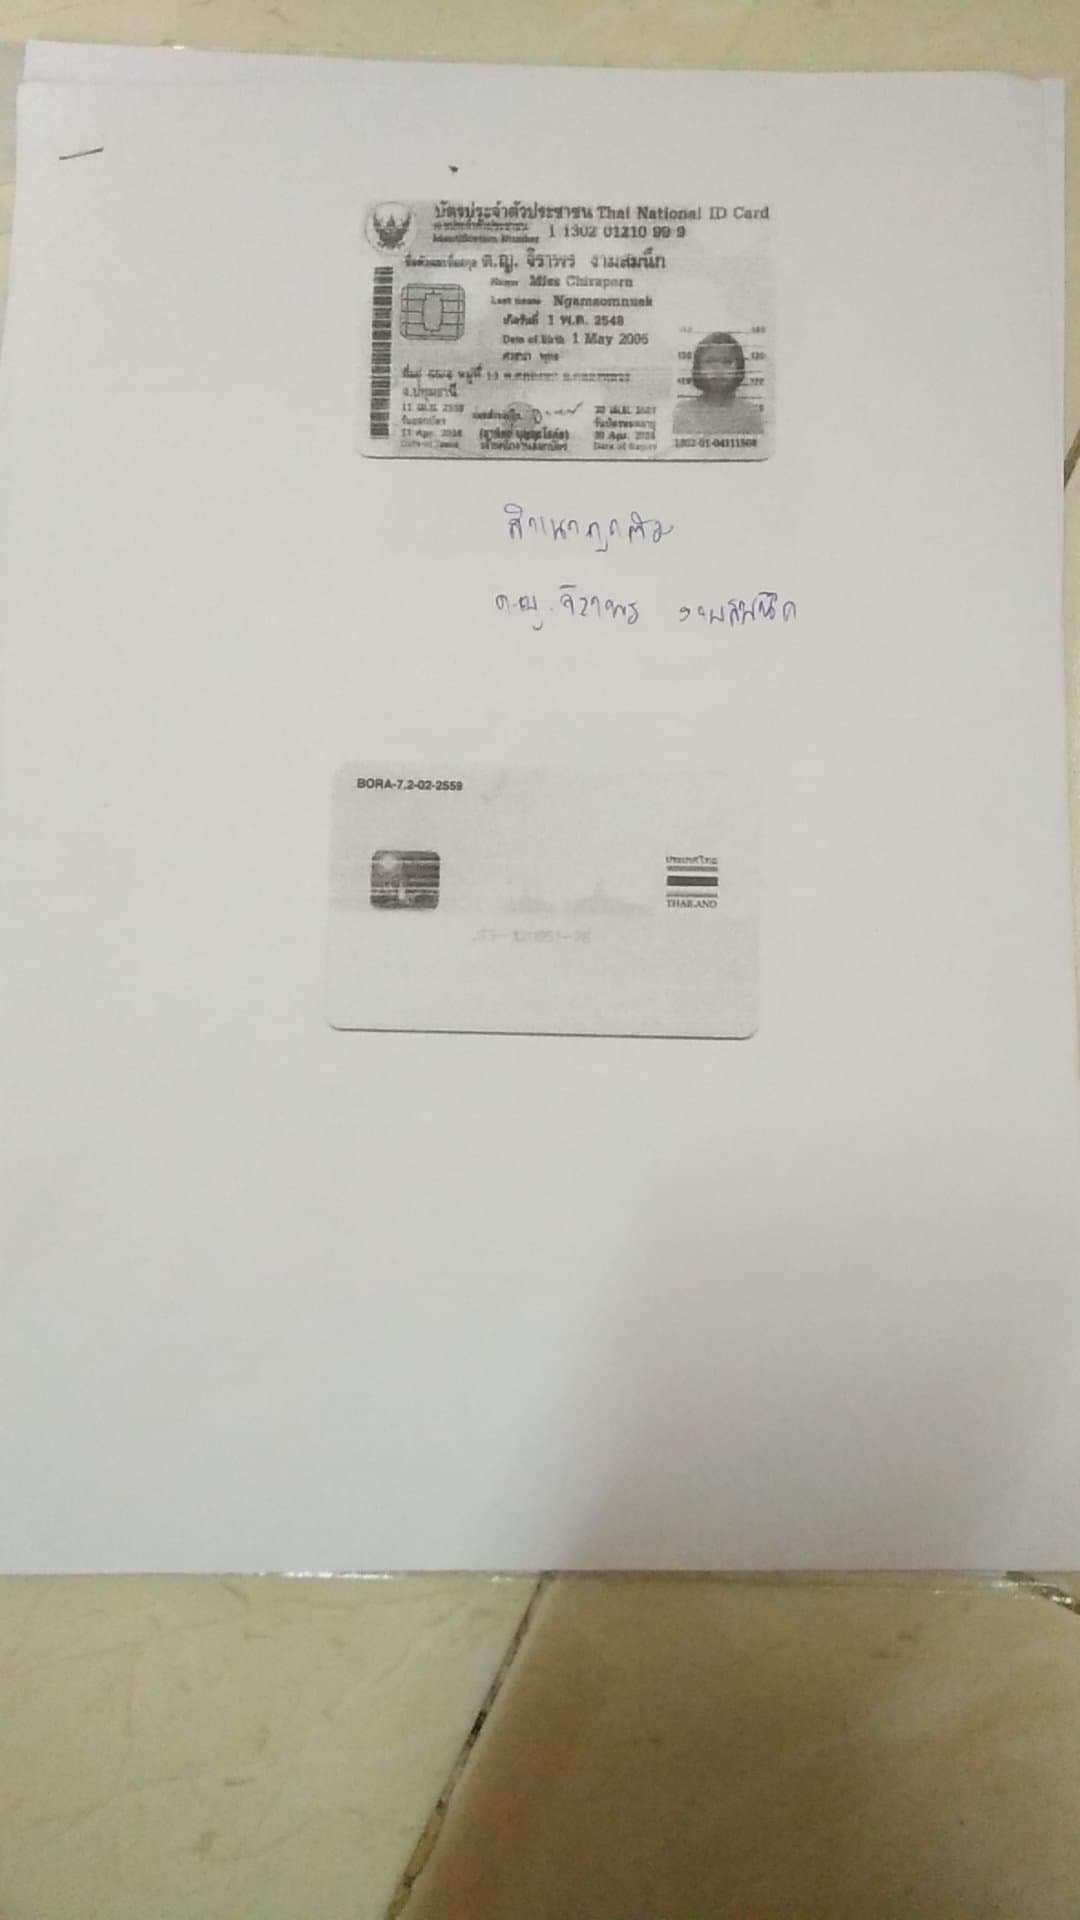 บัตรประจำตัวประชาชน Thai National ID Card
เลขประจำตัวประชาชน
Identification Number 1 1302 01210 99 9
ชื่อตัวและชื่อสกุล ด.ญ. จิราพร งามสมนึก
Name Miss Chiraporn
Last name Ngamsomnuek
เกิดวันที่ 1 พ.ค. 2548
Date of Birth 1 May 2005
ศาสนา พุทธ
ที่อยู่ หมู่ที่
จ.ปทุมธานี
11 เม.ย. 2559
วันออกบัตร
11 Apr. 2016
Date of Issue
เจ้าพนักงานออกบัตร
30 เม.ย. 2567
วันบัตรหมดอายุ
30 Apr. 2024
Date of Expiry
1302-01-04111508
สำเนาถูกต้อง
ด.ญ. จิราพร งามสมนึก
BORA-7.2-02-2559
ประเทศไทย
THAILAND